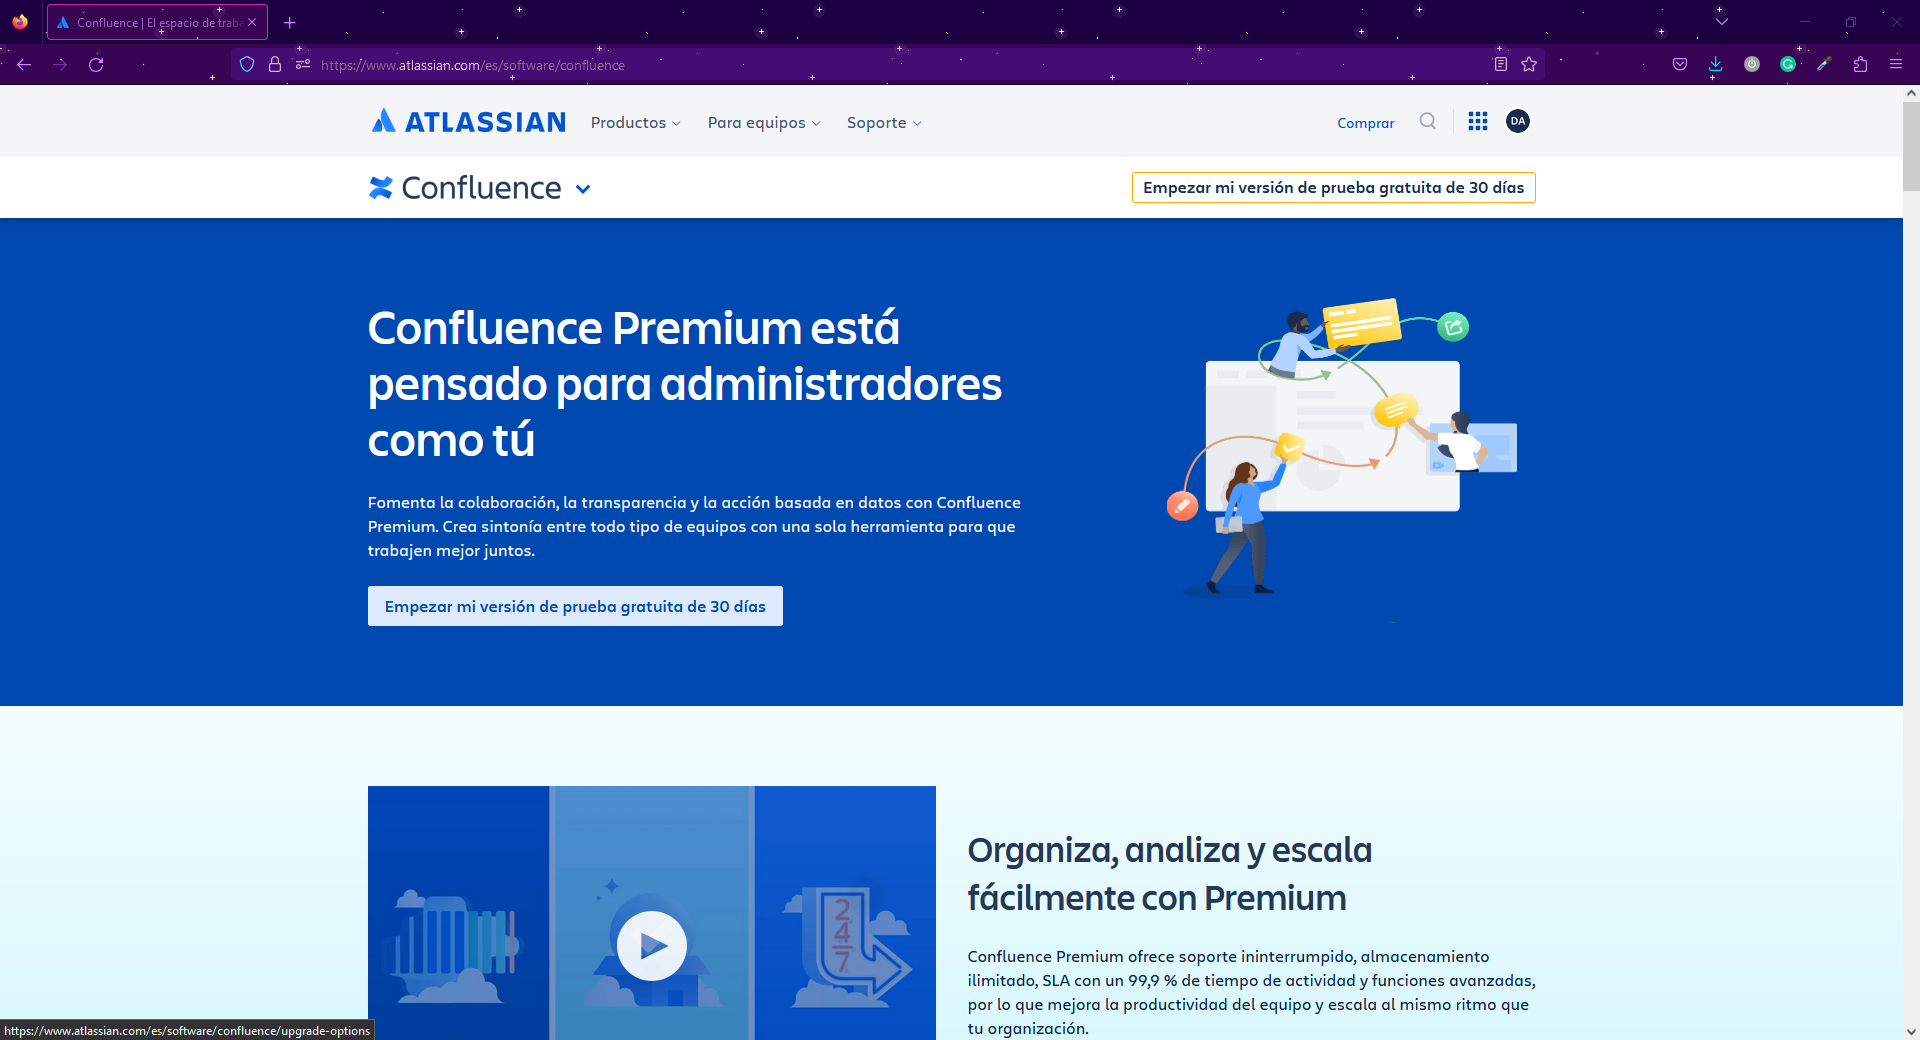 Confluence | El espacio de traba
https://www.atlassian.com/es/software/confluence
ATLASSIAN Productos Para equipos Soporte Comprar DA
Confluence Empezar mi versión de prueba gratuita de 30 días
Confluence Premium está
pensado para administradores
como tú
Fomenta la colaboración, la transparencia y la acción basada en datos con Confluence
Premium. Crea sintonía entre todo tipo de equipos con una sola herramienta para que
trabajen mejor juntos.
Empezar mi versión de prueba gratuita de 30 días
24/7
Organiza, analiza y escala
fácilmente con Premium
Confluence Premium ofrece soporte ininterrumpido, almacenamiento
ilimitado, SLA con un 99,9 % de tiempo de actividad y funciones avanzadas,
por lo que mejora la productividad del equipo y escala al mismo ritmo que
tu organización.
https://www.atlassian.com/es/software/confluence/upgrade-options